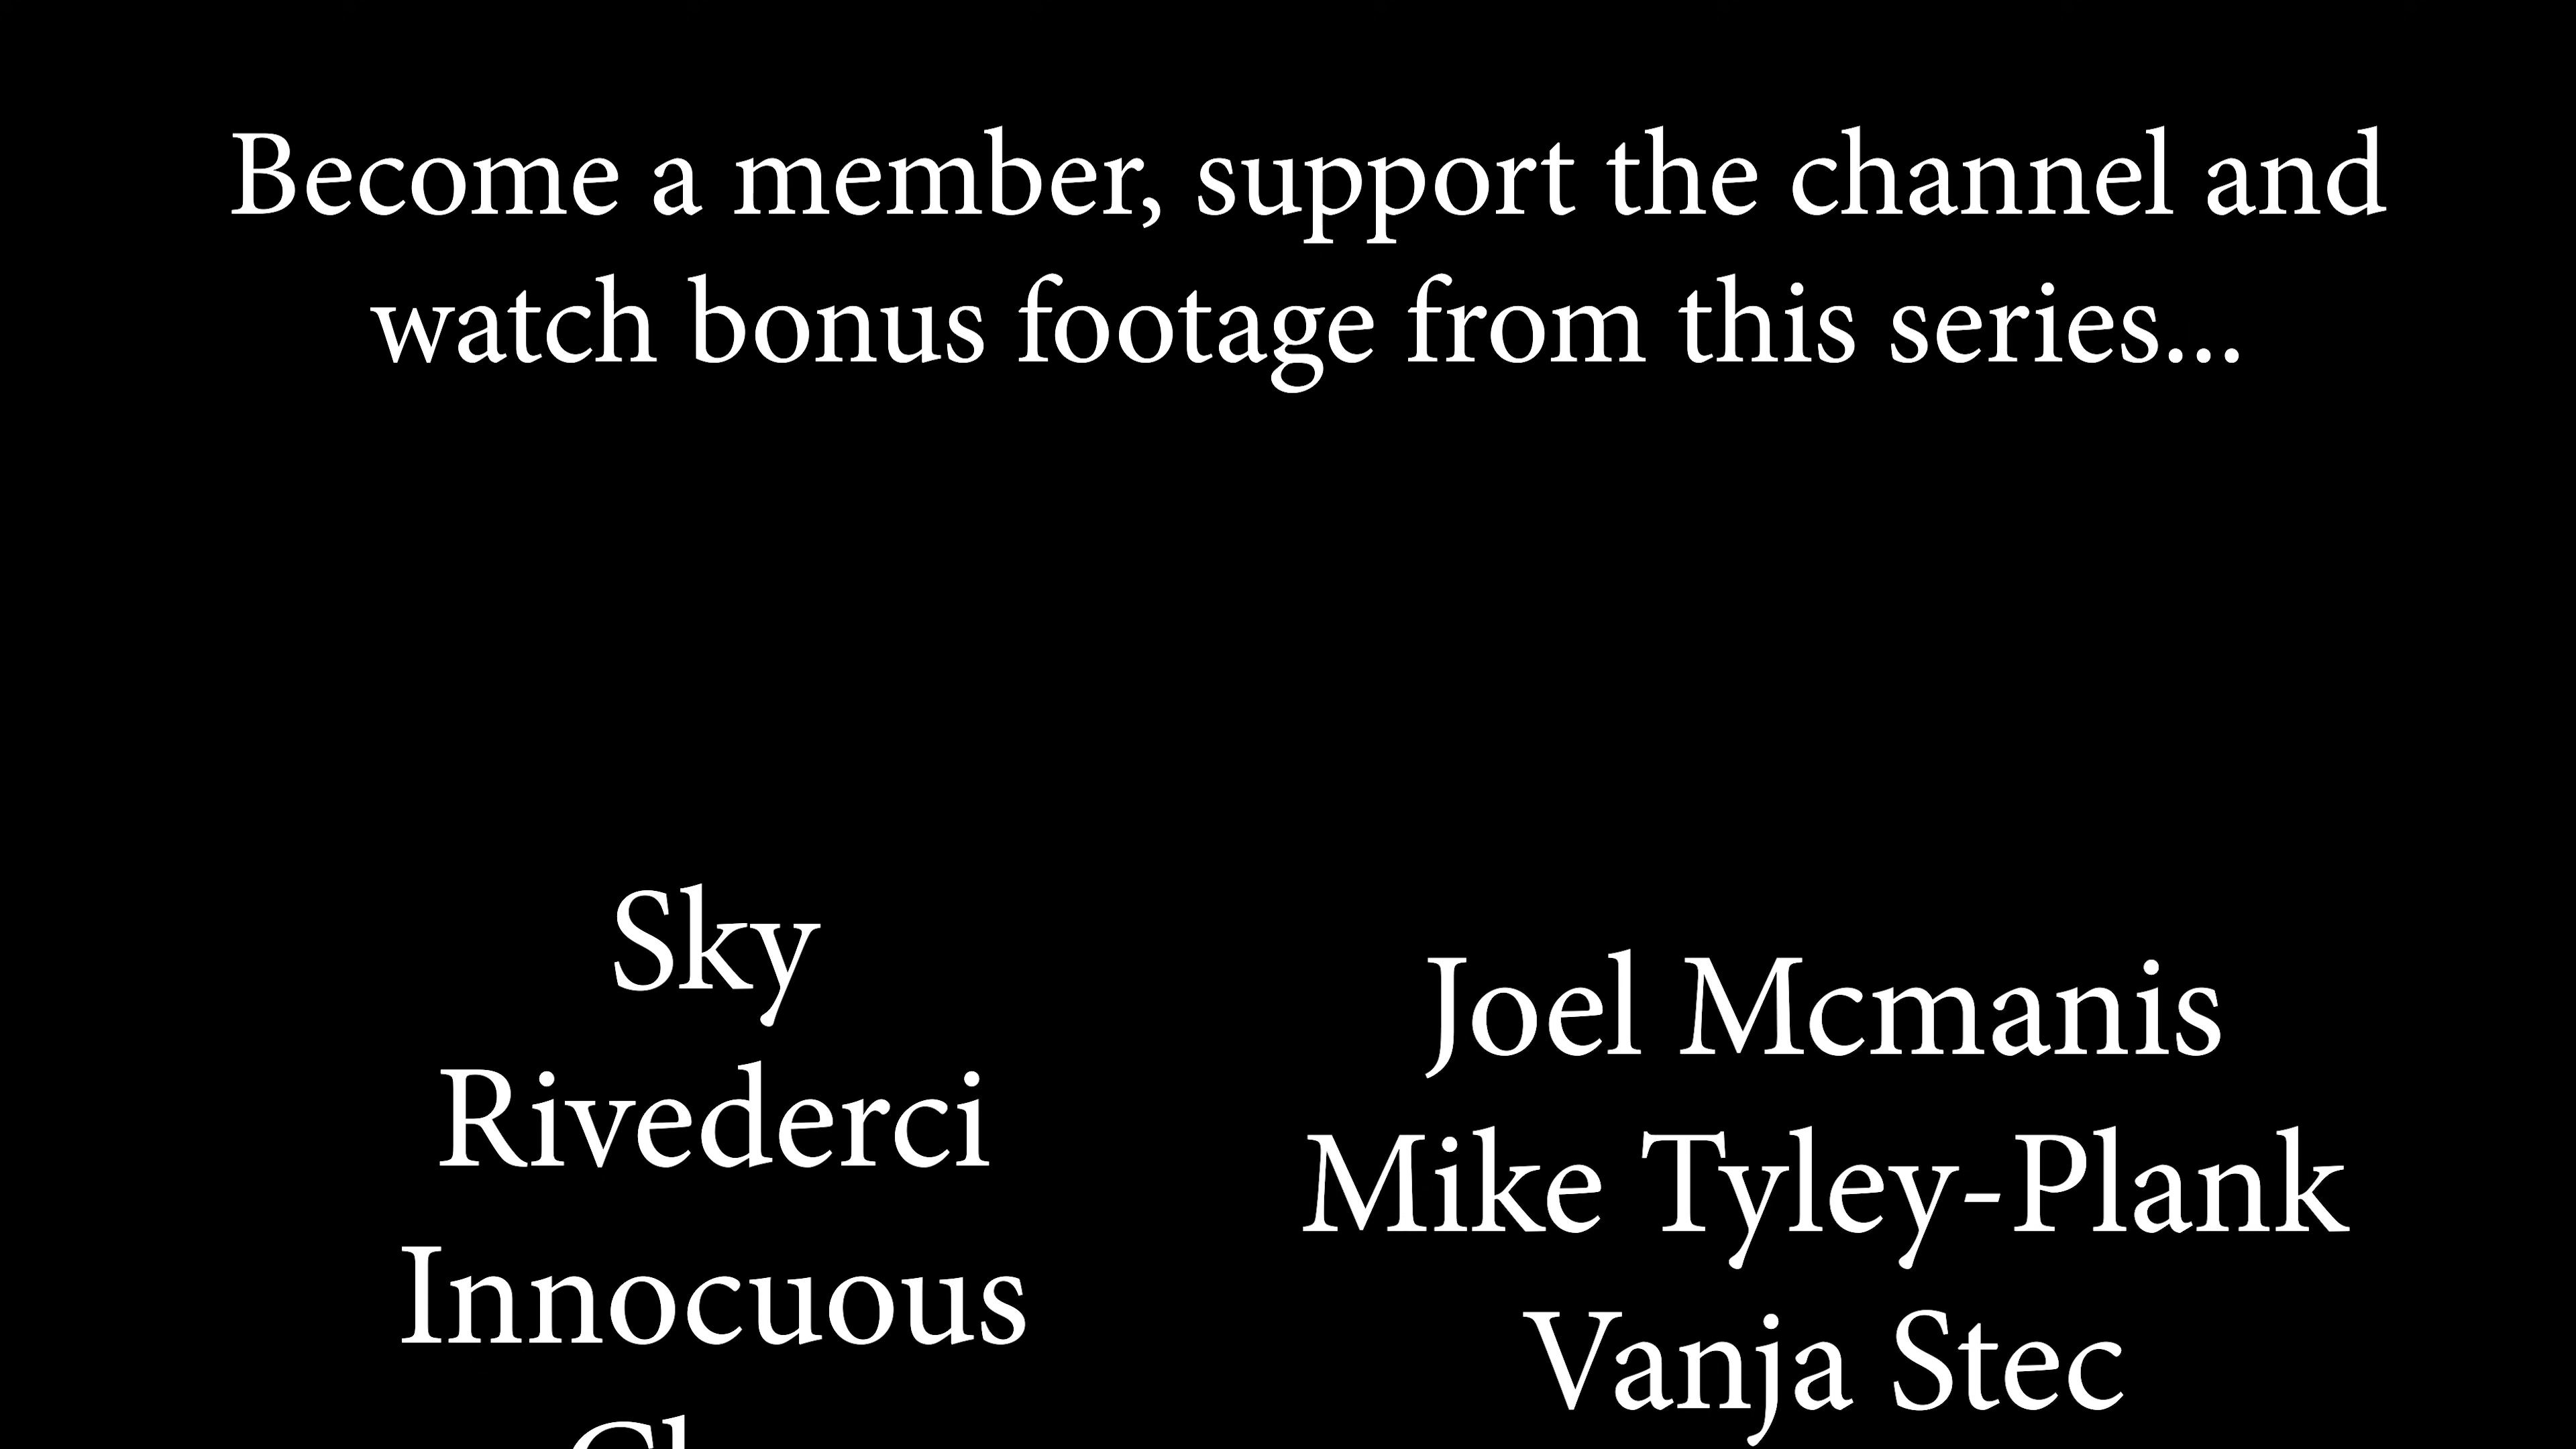 Become a member, support the channel and
watch bonus footage from this series...
Sky
Rivederci
Innocuous
Joel Mcmanis
Mike Tyley-Plank
Vanja Stec